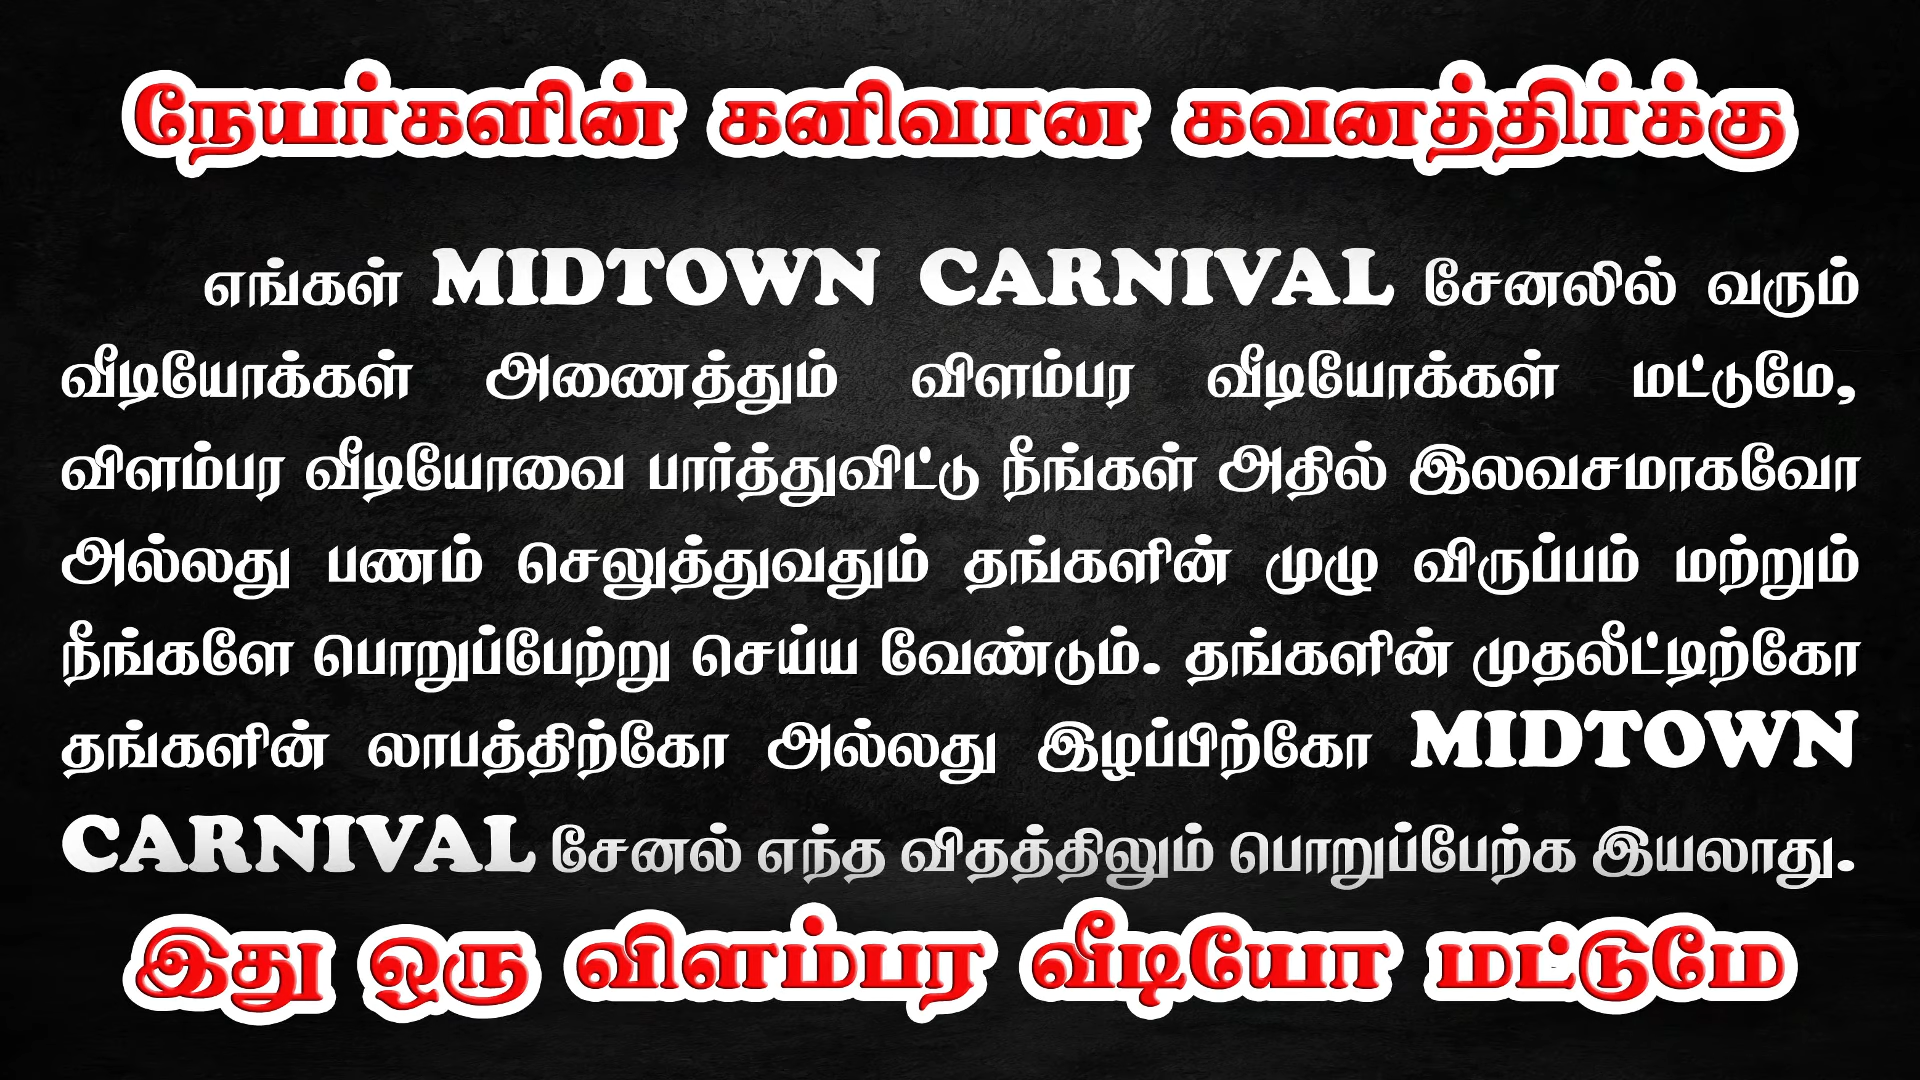 நேயர்களின் கனிவான கவனத்திர்க்கு
எங்கள் MIDTOWN CARNIVAL சேனலில் வரும்
வீடியோக்கள் அணைத்தும் விளம்பர வீடியோக்கள் மட்டுமே,
விளம்பர வீடியோவை பார்த்துவிட்டு நீங்கள் அதில் இலவசமாகவோ
அல்லது பணம் செலுத்துவதும் தங்களின் முழு விருப்பம் மற்றும்
நீங்களே பொறுப்பேற்று செய்ய வேண்டும். தங்களின் முதலீட்டிற்கோ
தங்களின் லாபத்திற்கோ அல்லது இழப்பிற்கோ MIDTOWN
CARNIVAL சேனல் எந்த விதத்திலும் பொறுப்பேற்க இயலாது.
இது ஒரு விளம்பர வீடியோ மட்டுமே